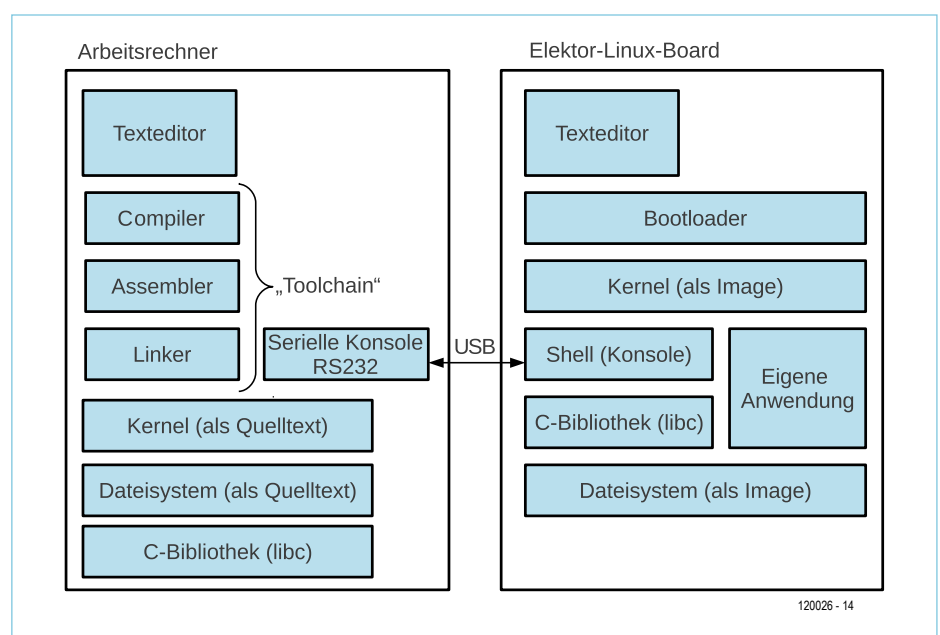 Arbeitsrechner
Texteditor
Compiler
Assembler
Linker
„Toolchain“
Serielle Konsole
RS232
Kernel (als Quelltext)
Dateisystem (als Quelltext)
C-Bibliothek (libc)
USB
Elektor-Linux-Board
Texteditor
Bootloader
Kernel (als Image)
Shell (Konsole)
C-Bibliothek (libc)
Eigene
Anwendung
Dateisystem (als Image)
120026 - 14